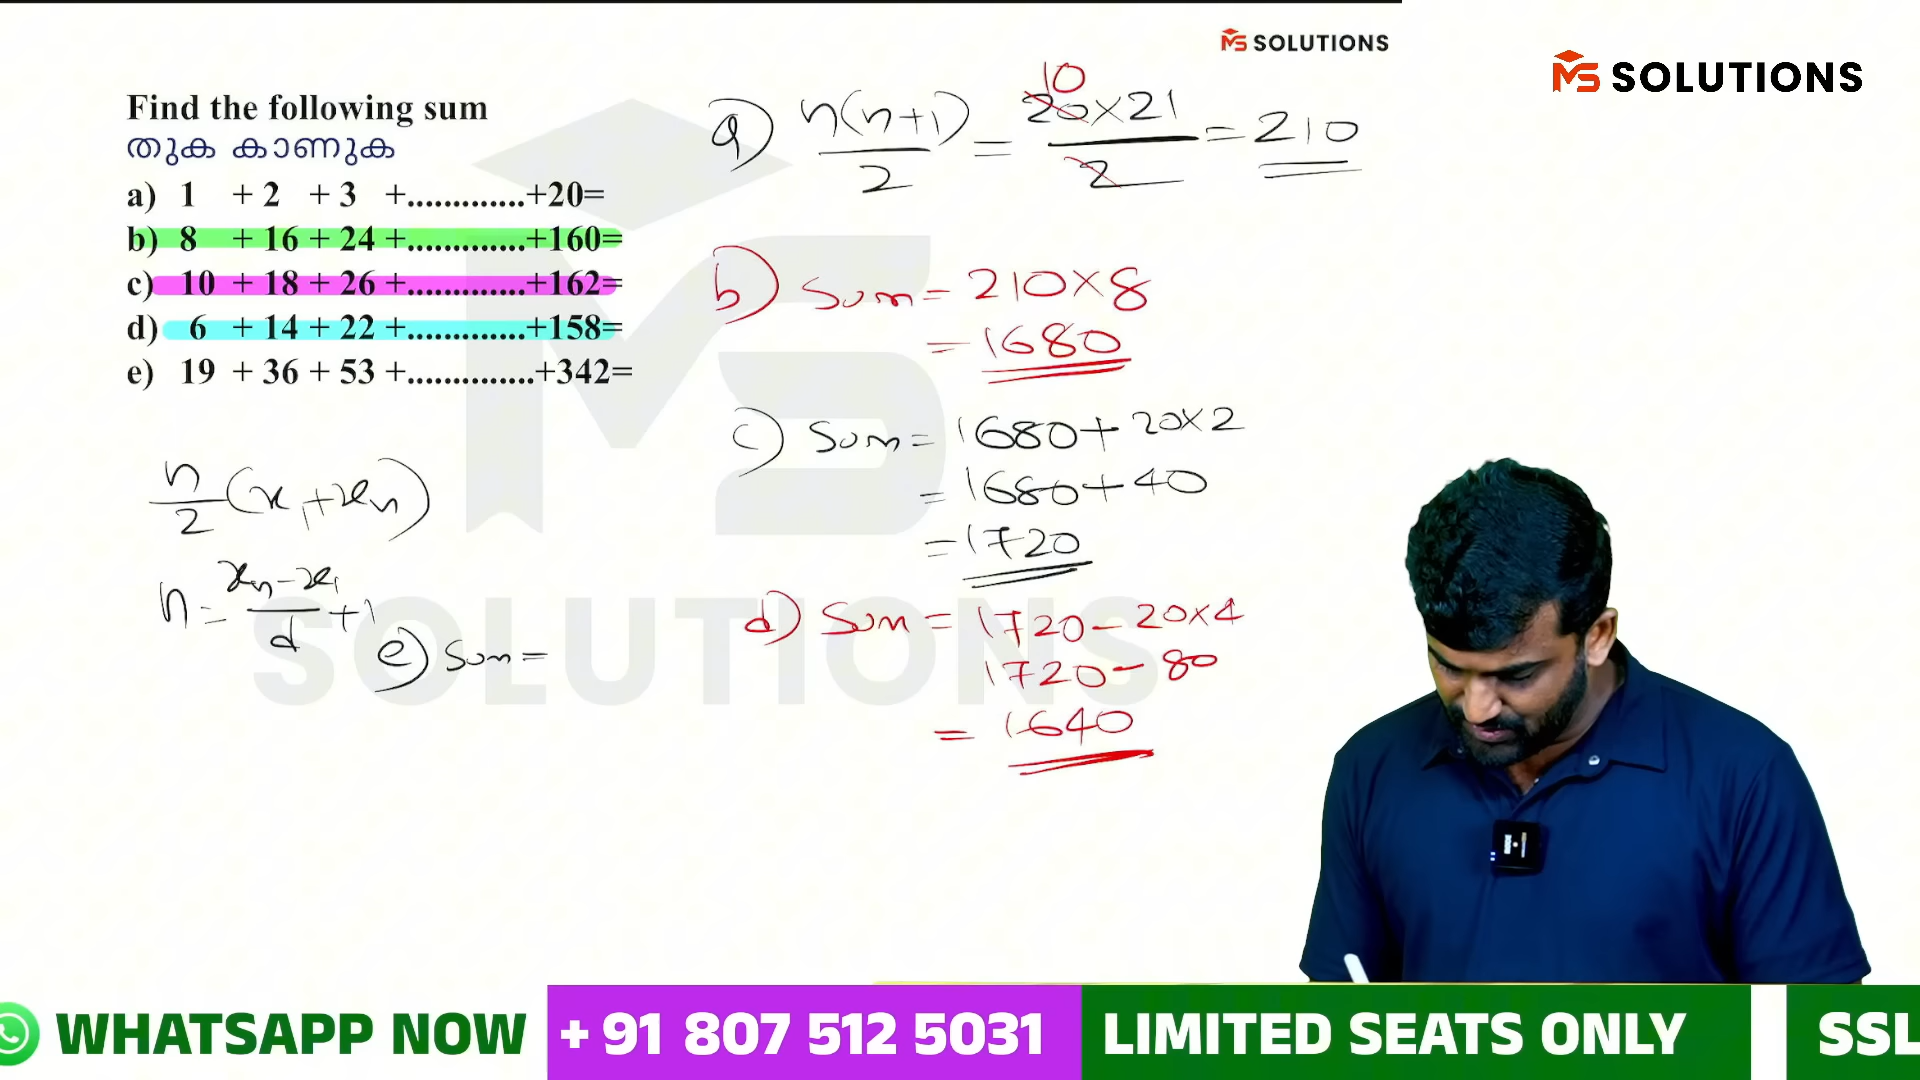 MS SOLUTIONS
MS SOLUTIONS
Find the following sum
തുക കാണുക
a) 1 + 2 + 3 +.............+20=
b) 8 + 16 + 24 +.............+160=
c) 10 + 18 + 26 +.............+162=
d) 6 + 14 + 22 +.............+158=
e) 19 + 36 + 53 +..............+342=
n/2 (x₁+xₙ)
n = (xₙ-x₁)/d +1
e) Sum =
a) n(n+1)/2 = 20×21/2 = 210
10
b) Sum = 210×8
= 1680
c) Sum = 1680+20×2
= 1680+40
= 1720
d) Sum = 1720-20×4
1720-80
= 1640
MS
SOLUTIONS
WHATSAPP NOW
+ 91 807 512 5031
LIMITED SEATS ONLY
SSL